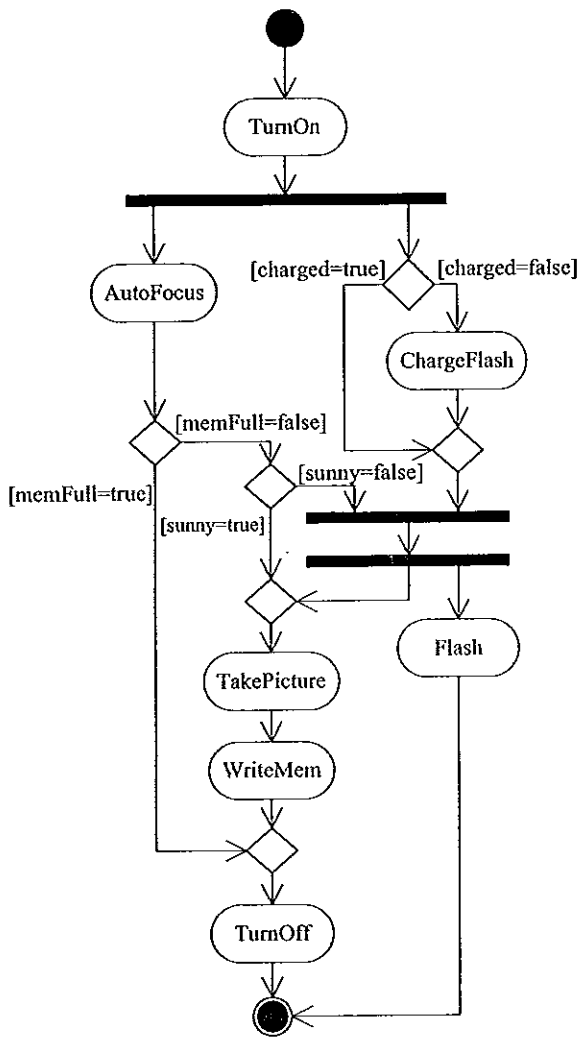 TurnOn
[charged=true]
[charged=false]
AutoFocus
ChargeFlash
[memFull=false]
[sunny=false]
[memFull=true]
[sunny=true]
Flash
TakePicture
WriteMem
TurnOff